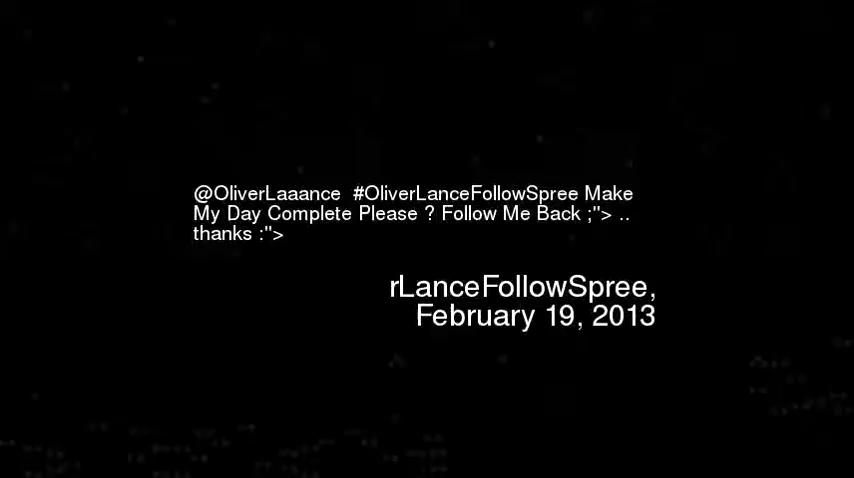 @OliverLaaance  #OliverLanceFollowSpree Make
My Day Complete Please ? Follow Me Back ;"> ..
thanks :">
rLanceFollowSpree,
February 19, 2013